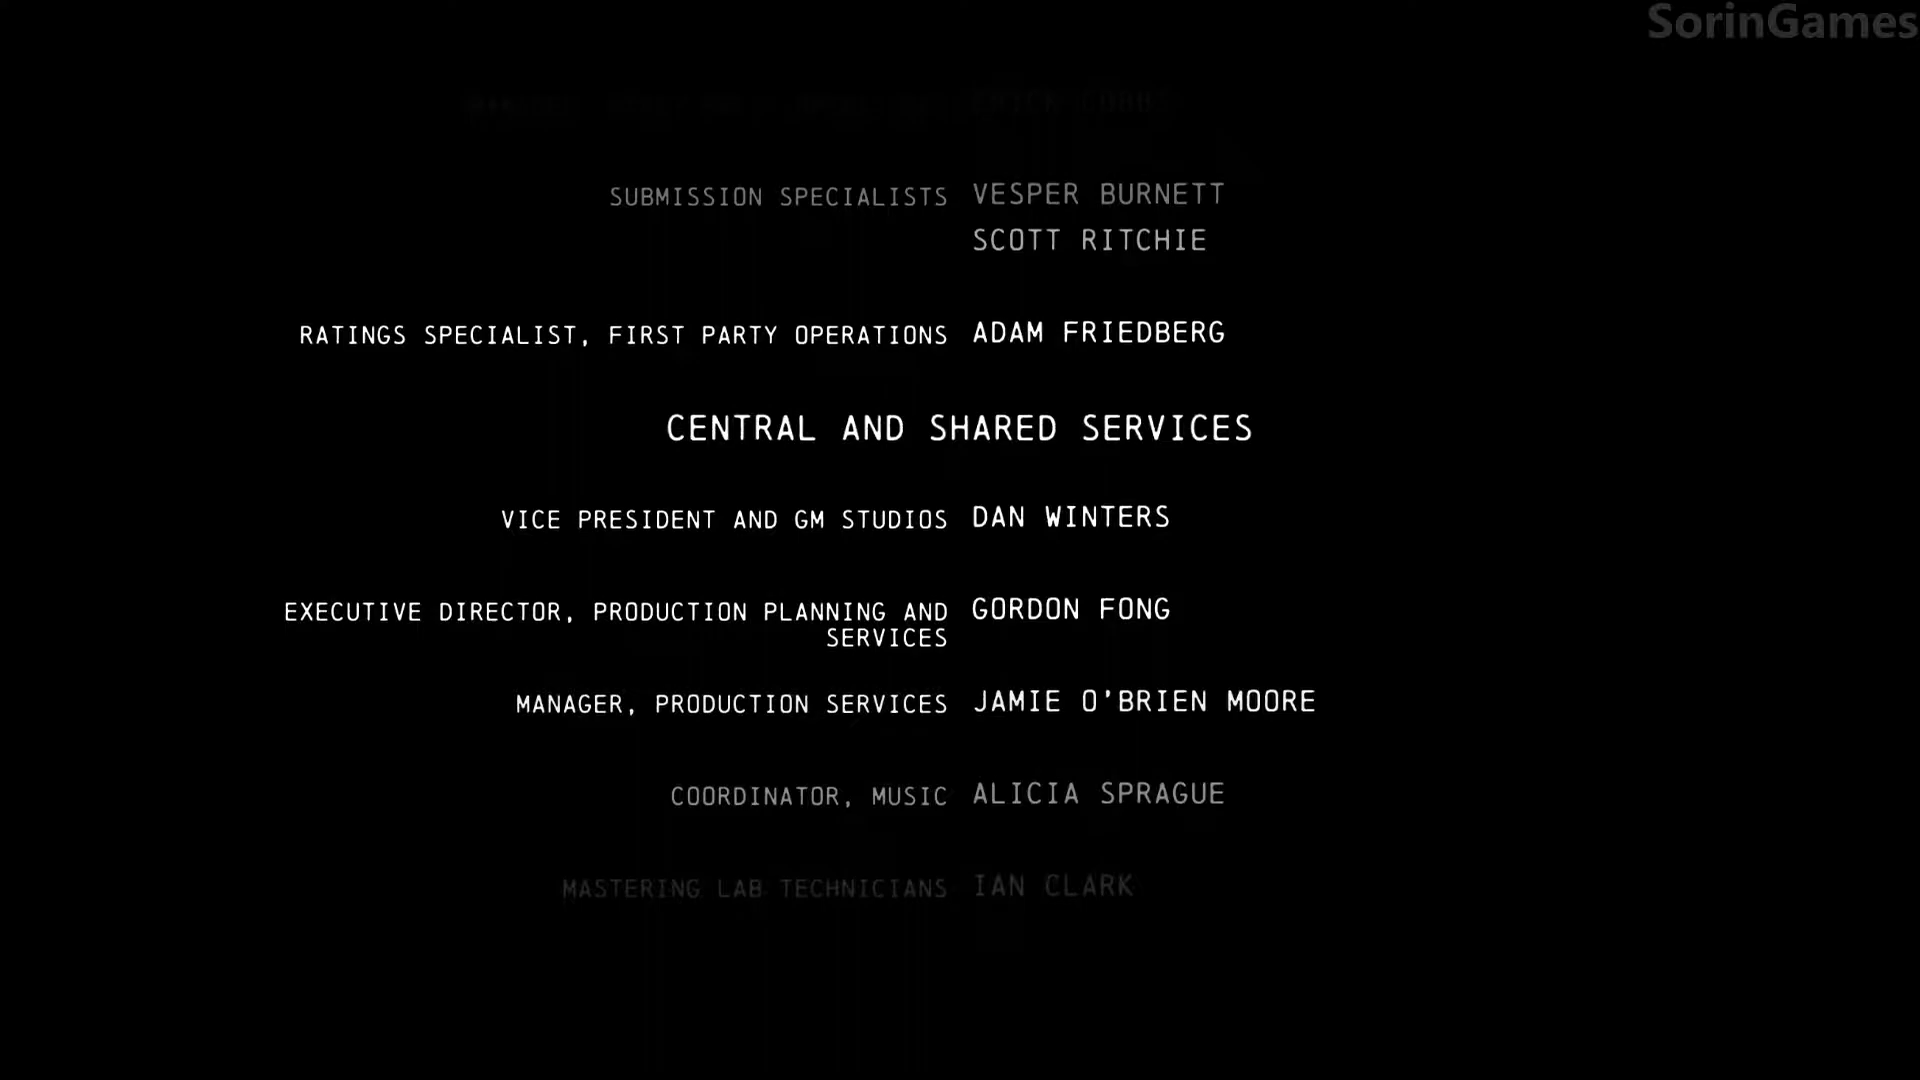 SorinGames
SUBMISSION SPECIALISTS VESPER BURNETT
SCOTT RITCHIE
RATINGS SPECIALIST, FIRST PARTY OPERATIONS ADAM FRIEDBERG
CENTRAL AND SHARED SERVICES
VICE PRESIDENT AND GM STUDIOS DAN WINTERS
EXECUTIVE DIRECTOR, PRODUCTION PLANNING AND GORDON FONG
SERVICES
MANAGER, PRODUCTION SERVICES JAMIE O'BRIEN MOORE
COORDINATOR, MUSIC ALICIA SPRAGUE
MASTERING LAB TECHNICIANS IAN CLARK